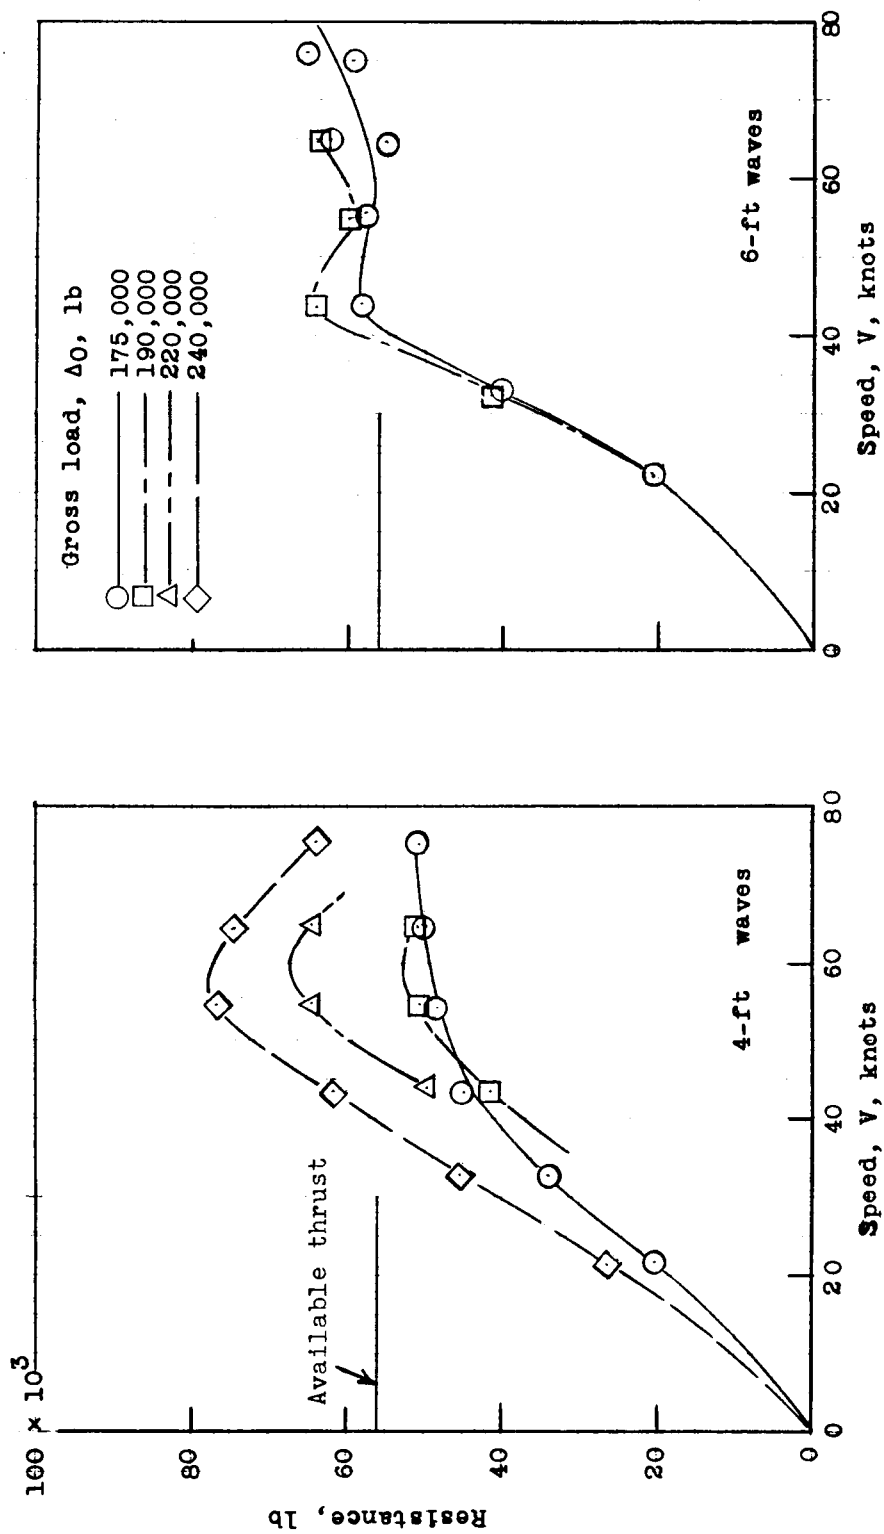 100 × 10³
80
60
40
20
0
Resistance, lb
Available thrust
4-ft waves
0
20
40
60
80
Speed, V, knots
Gross load, Δ₀, lb
175,000
190,000
220,000
240,000
6-ft waves
0
20
40
60
80
Speed, V, knots